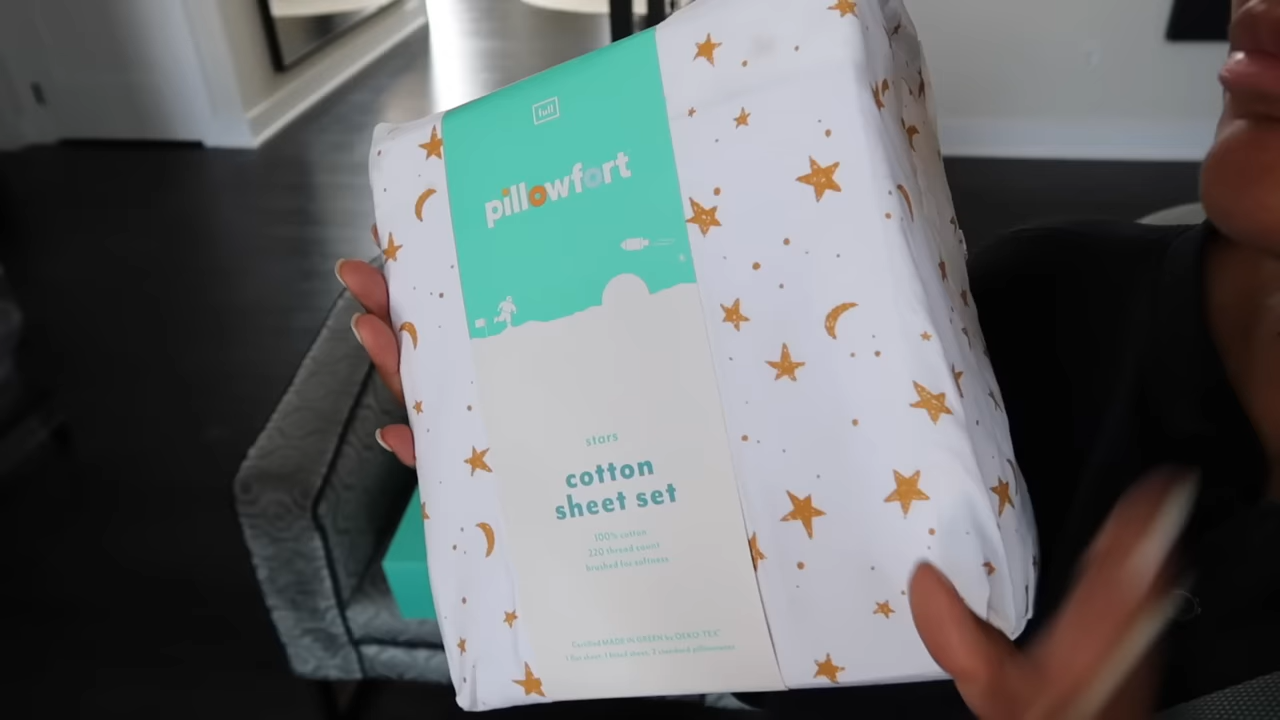 full
pillowfort
stars
cotton
sheet set
100% cotton
220 thread count
brushed for softness
Certified MADE IN GREEN by OEKO-TEX®
1 flat sheet, 1 fitted sheet, 2 standard pillowcases